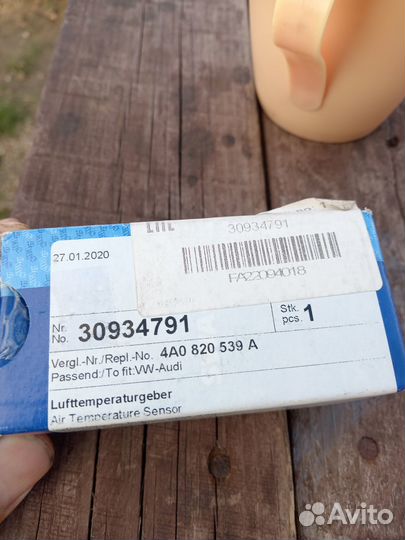 27.01.2020
EAC
30934791
FA22094018
Nr.
No. 30934791
Stk.
pcs. 1
Vergl.-Nr./Repl.-No. 4A0 820 539 A
Passend:/To fit:VW-Audi
Lufttemperaturgeber
Air Temperature Sensor
Avito